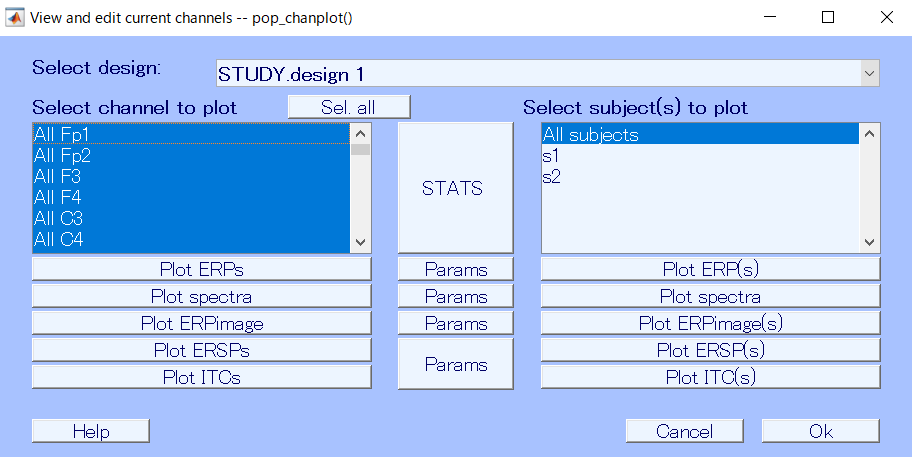 View and edit current channels -- pop_chanplot()
Select design:
STUDY.design 1
Select channel to plot
Sel. all
Select subject(s) to plot
All Fp1
All Fp2
All F3
All F4
All C3
All C4
STATS
All subjects
s1
s2
Plot ERPs
Params
Plot ERP(s)
Plot spectra
Params
Plot spectra
Plot ERPimage
Params
Plot ERPimage(s)
Plot ERSPs
Params
Plot ERSP(s)
Plot ITCs
Plot ITC(s)
Help
Cancel
Ok